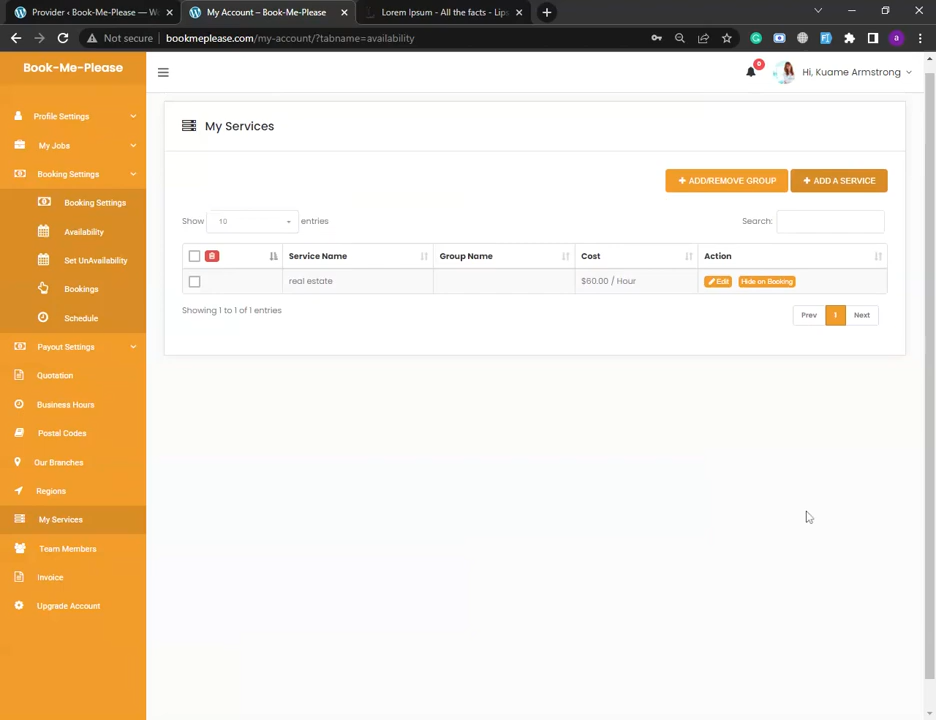 Provider ‹ Book-Me-Please — W
My Account – Book-Me-Please
Lorem Ipsum - All the facts - Lips
Not secure
bookmeplease.com/my-account/?tabname=availability
Book-Me-Please
0
Hi, Kuame Armstrong
Profile Settings
My Jobs
Booking Settings
Booking Settings
Availability
Set UnAvailability
Bookings
Schedule
Payout Settings
Quotation
Business Hours
Postal Codes
Our Branches
Regions
My Services
Team Members
Invoice
Upgrade Account
My Services
ADD/REMOVE GROUP
ADD A SERVICE
Show 10 entries
Search:
Service Name Group Name Cost Action
real estate $60.00 / Hour Edit Hide on Booking
Showing 1 to 1 of 1 entries
Prev 1 Next